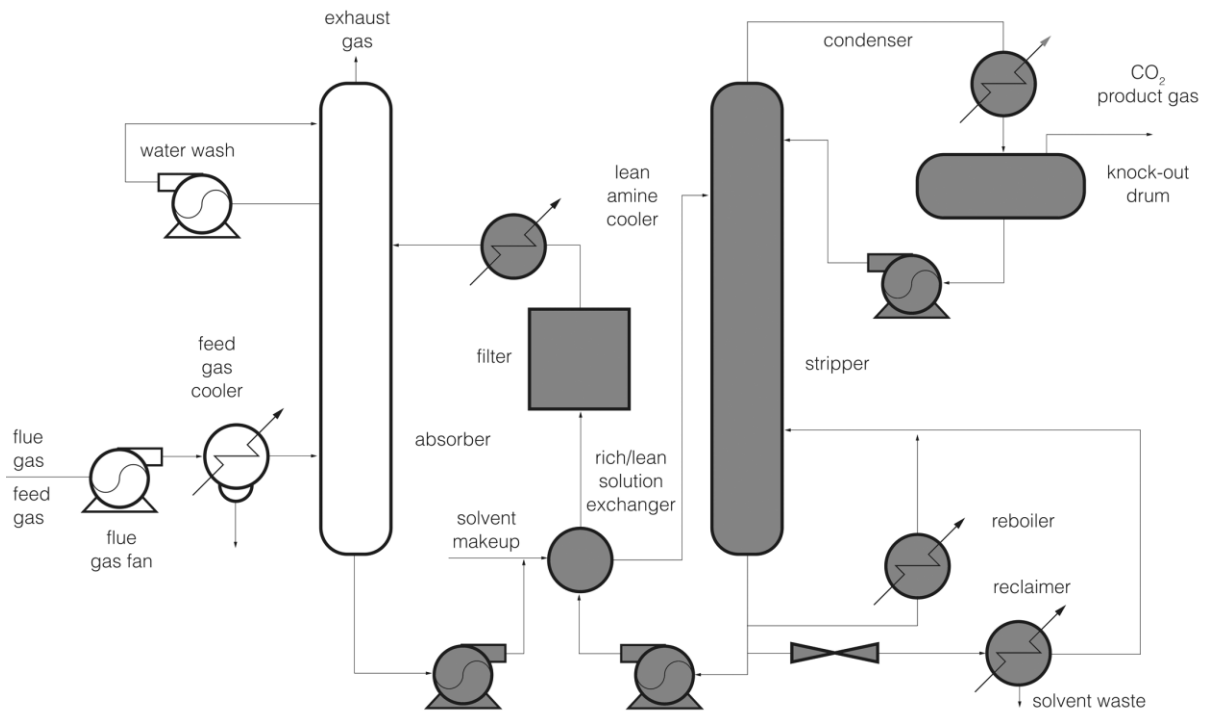 exhaust
gas
condenser
CO₂
product gas
water wash
lean
amine
cooler
knock-out
drum
feed
gas
cooler
filter
stripper
flue
gas
feed
gas
absorber
rich/lean
solution
exchanger
flue
gas fan
solvent
makeup
reboiler
reclaimer
solvent waste